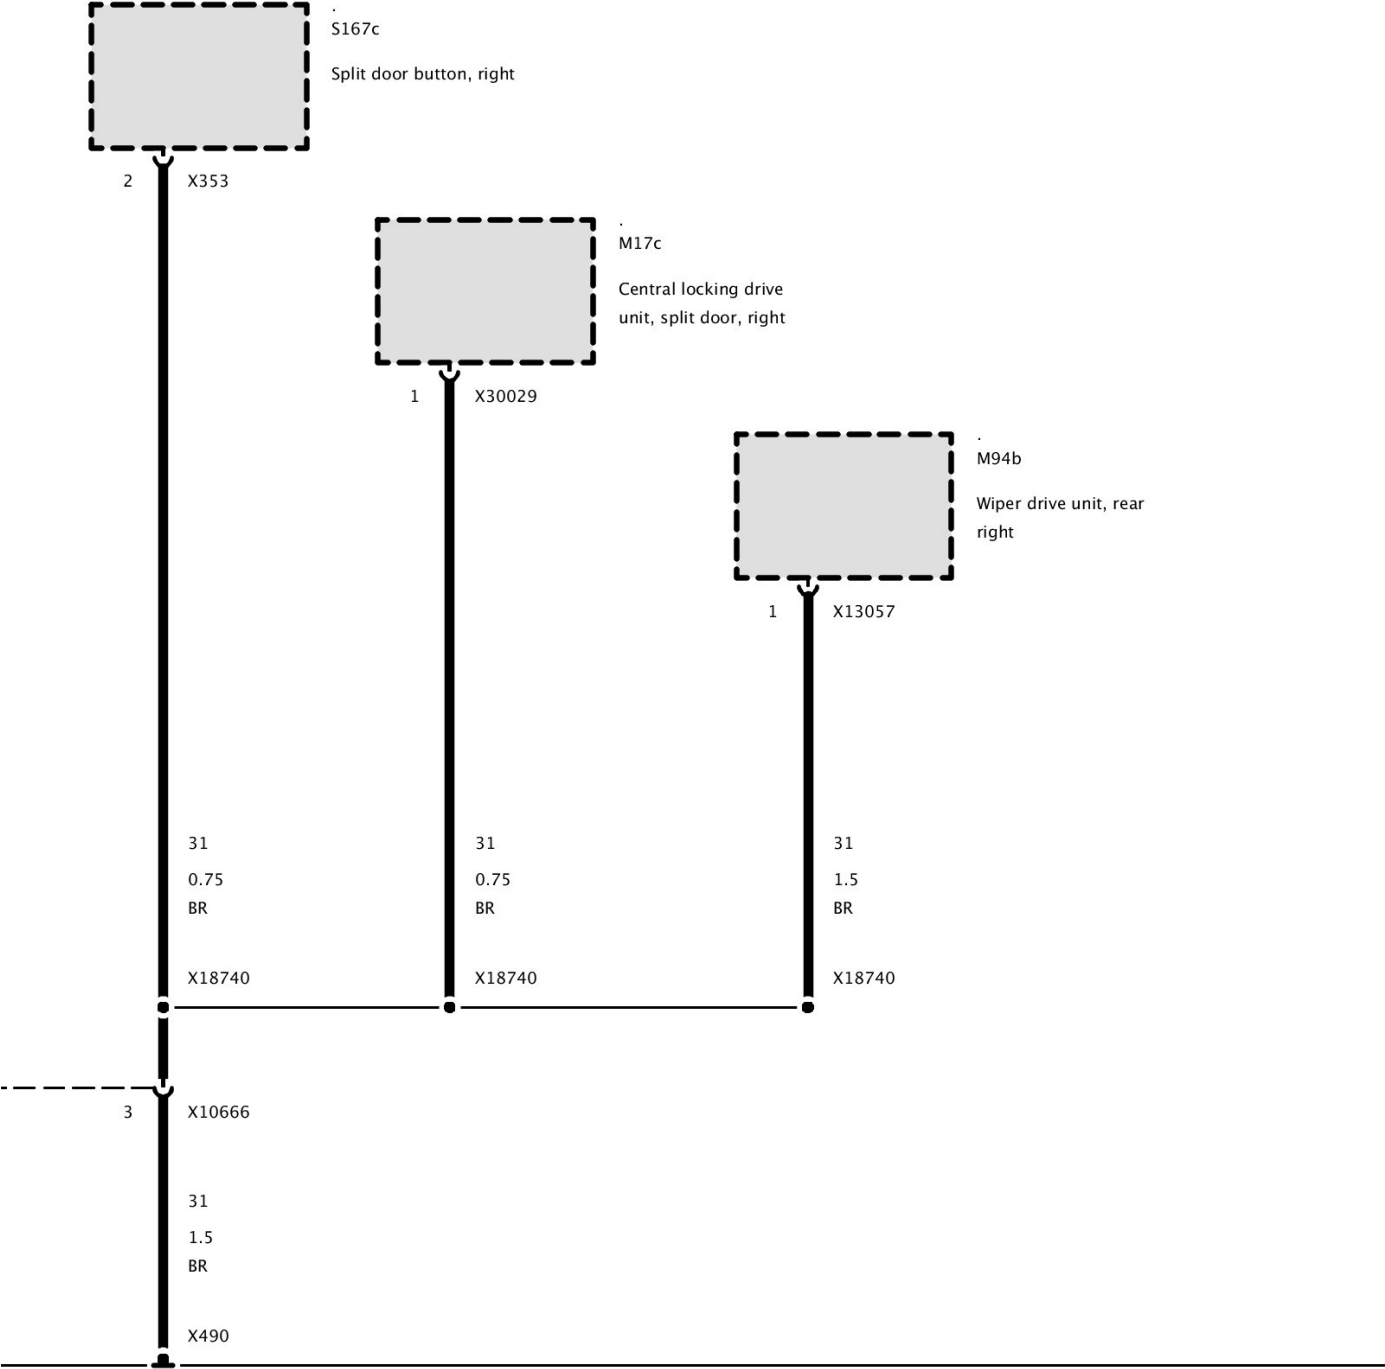 .
S167c
Split door button, right
2 X353
.
M17c
Central locking drive
unit, split door, right
1 X30029
.
M94b
Wiper drive unit, rear
right
1 X13057
31 31 31
0.75 0.75 1.5
BR BR BR
X18740 X18740 X18740
3 X10666
31
1.5
BR
X490